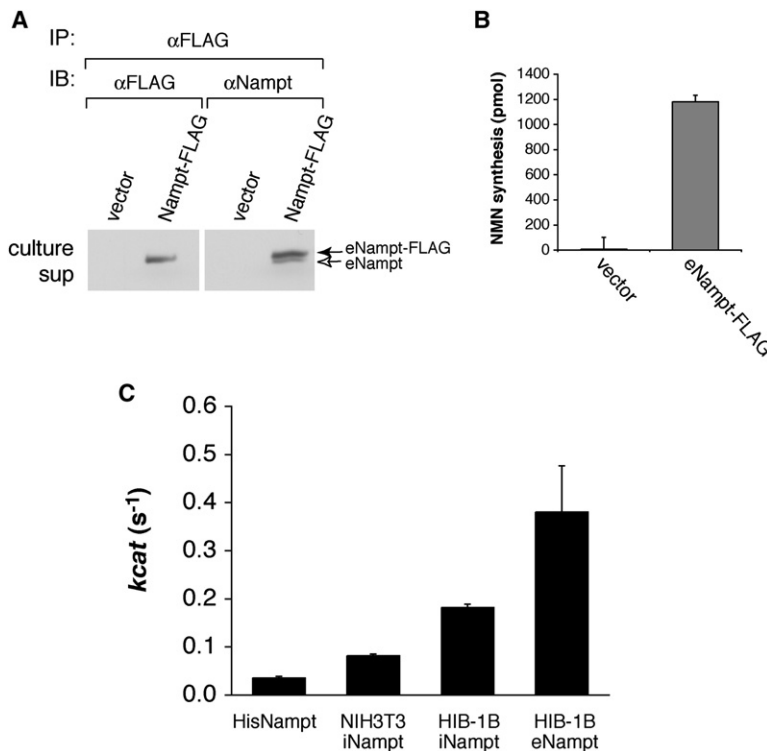 A
IP: αFLAG
IB: αFLAG αNampt
vector Nampt-FLAG vector Nampt-FLAG
culture sup
eNampt-FLAG
eNampt
B
NMN synthesis (pmol)
1400
1200
1000
800
600
400
200
0
vector eNampt-FLAG
C
kcat (s-1)
0.6
0.5
0.4
0.3
0.2
0.1
0.0
HisNampt NIH3T3 HIB-1B HIB-1B
iNampt iNampt eNampt